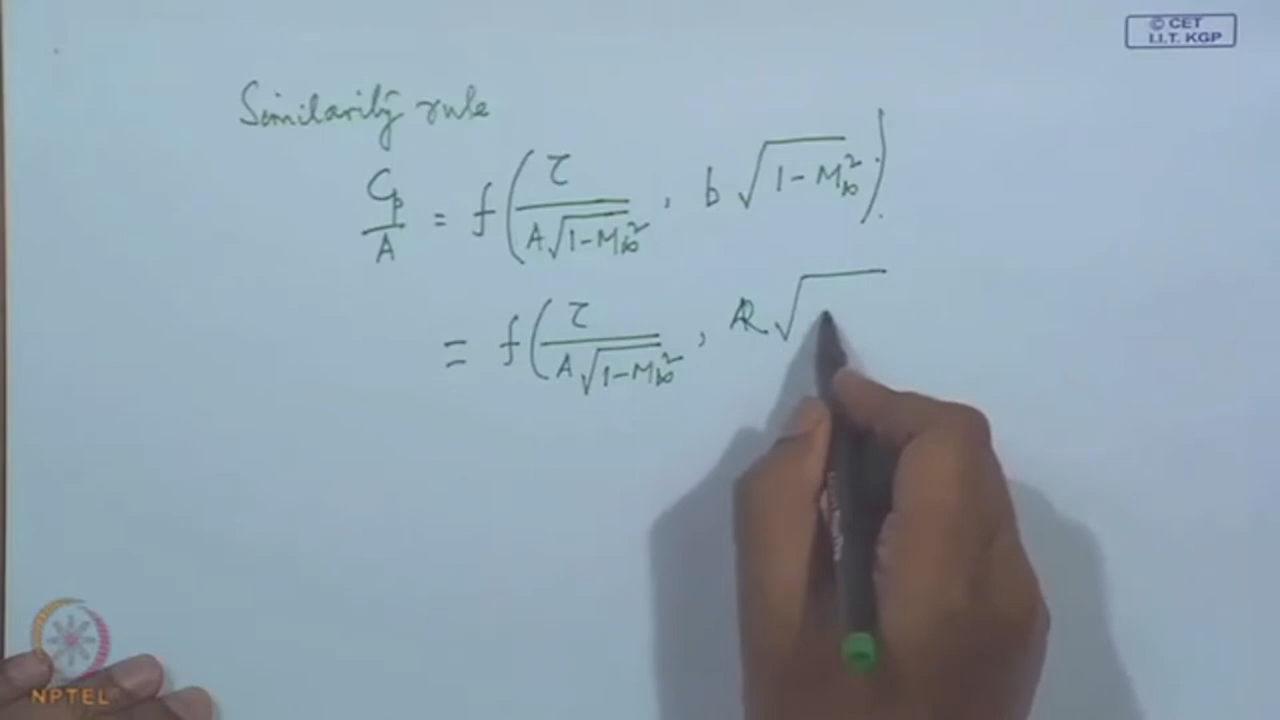 © CET
I.I.T. KGP
Similarity rule
Cp/A = f(τ/(A√(1-M∞²)), b√(1-M∞²))
= f(τ/(A√(1-M∞²)), AR√
NPTEL